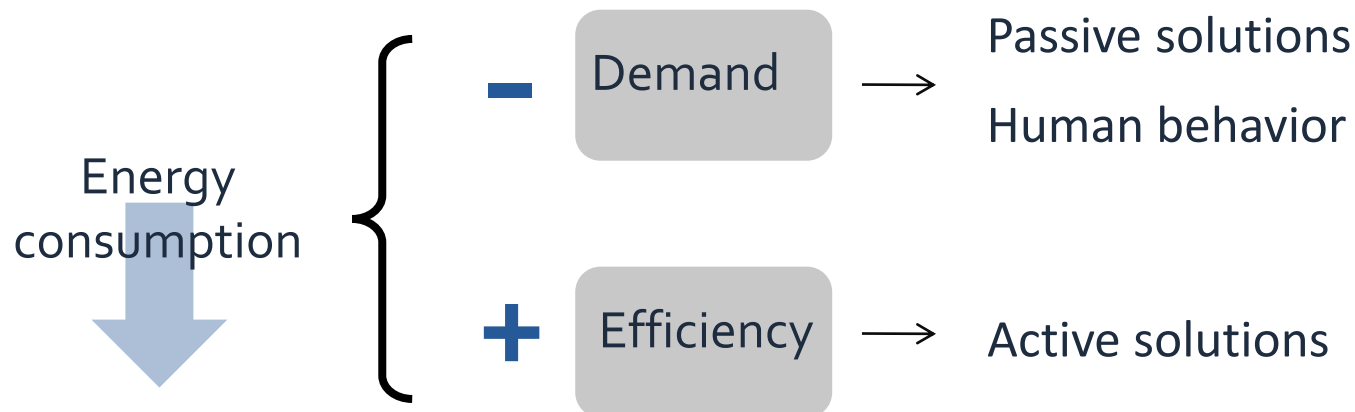 Energy
consumption
–
Demand
Passive solutions
Human behavior
+
Efficiency
Active solutions